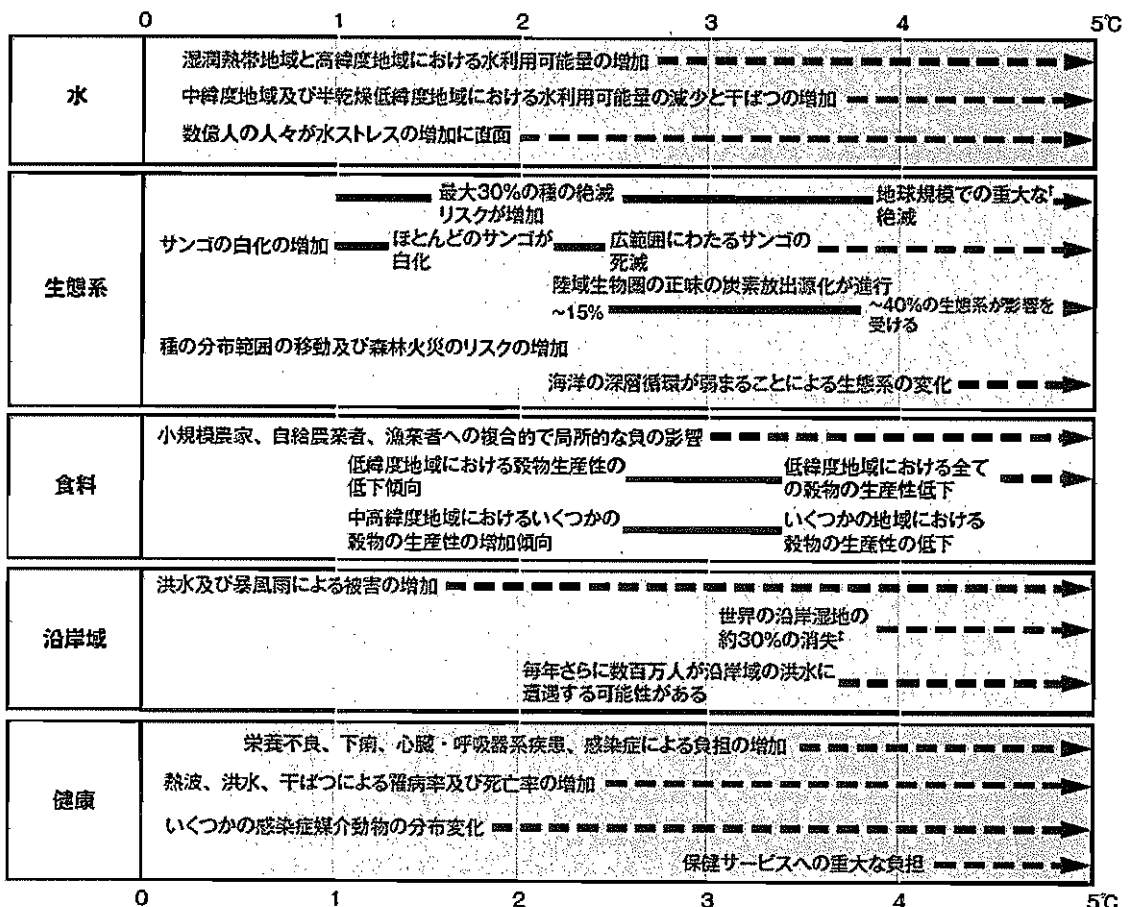 0 1 2 3 4 5℃
水
湿潤熱帯地域と高緯度地域における水利用可能量の増加
中緯度地域及び半乾燥低緯度地域における水利用可能量の減少と干ばつの増加
数億人の人々が水ストレスの増加に直面
生態系
最大30%の種の絶滅
リスクが増加
地球規模での重大な†
絶滅
サンゴの白化の増加
ほとんどのサンゴが
白化
広範囲にわたるサンゴの
死滅
陸域生物圏の正味の炭素放出源化が進行
~15%
~40%の生態系が影響を
受ける
種の分布範囲の移動及び森林火災のリスクの増加
海洋の深層循環が弱まることによる生態系の変化
食料
小規模農家、自給農業者、漁業者への複合的で局所的な負の影響
低緯度地域における穀物生産性の
低下傾向
低緯度地域における全て
の穀物の生産性低下
中高緯度地域におけるいくつかの
穀物の生産性の増加傾向
いくつかの地域における
穀物の生産性の低下
沿岸域
洪水及び暴風雨による被害の増加
世界の沿岸湿地の
約30%の消失‡
毎年さらに数百万人が沿岸域の洪水に
遭遇する可能性がある
健康
栄養不良、下痢、心臓・呼吸器系疾患、感染症による負担の増加
熱波、洪水、干ばつによる罹病率及び死亡率の増加
いくつかの感染症媒介動物の分布変化
保健サービスへの重大な負担
0 1 2 3 4 5℃